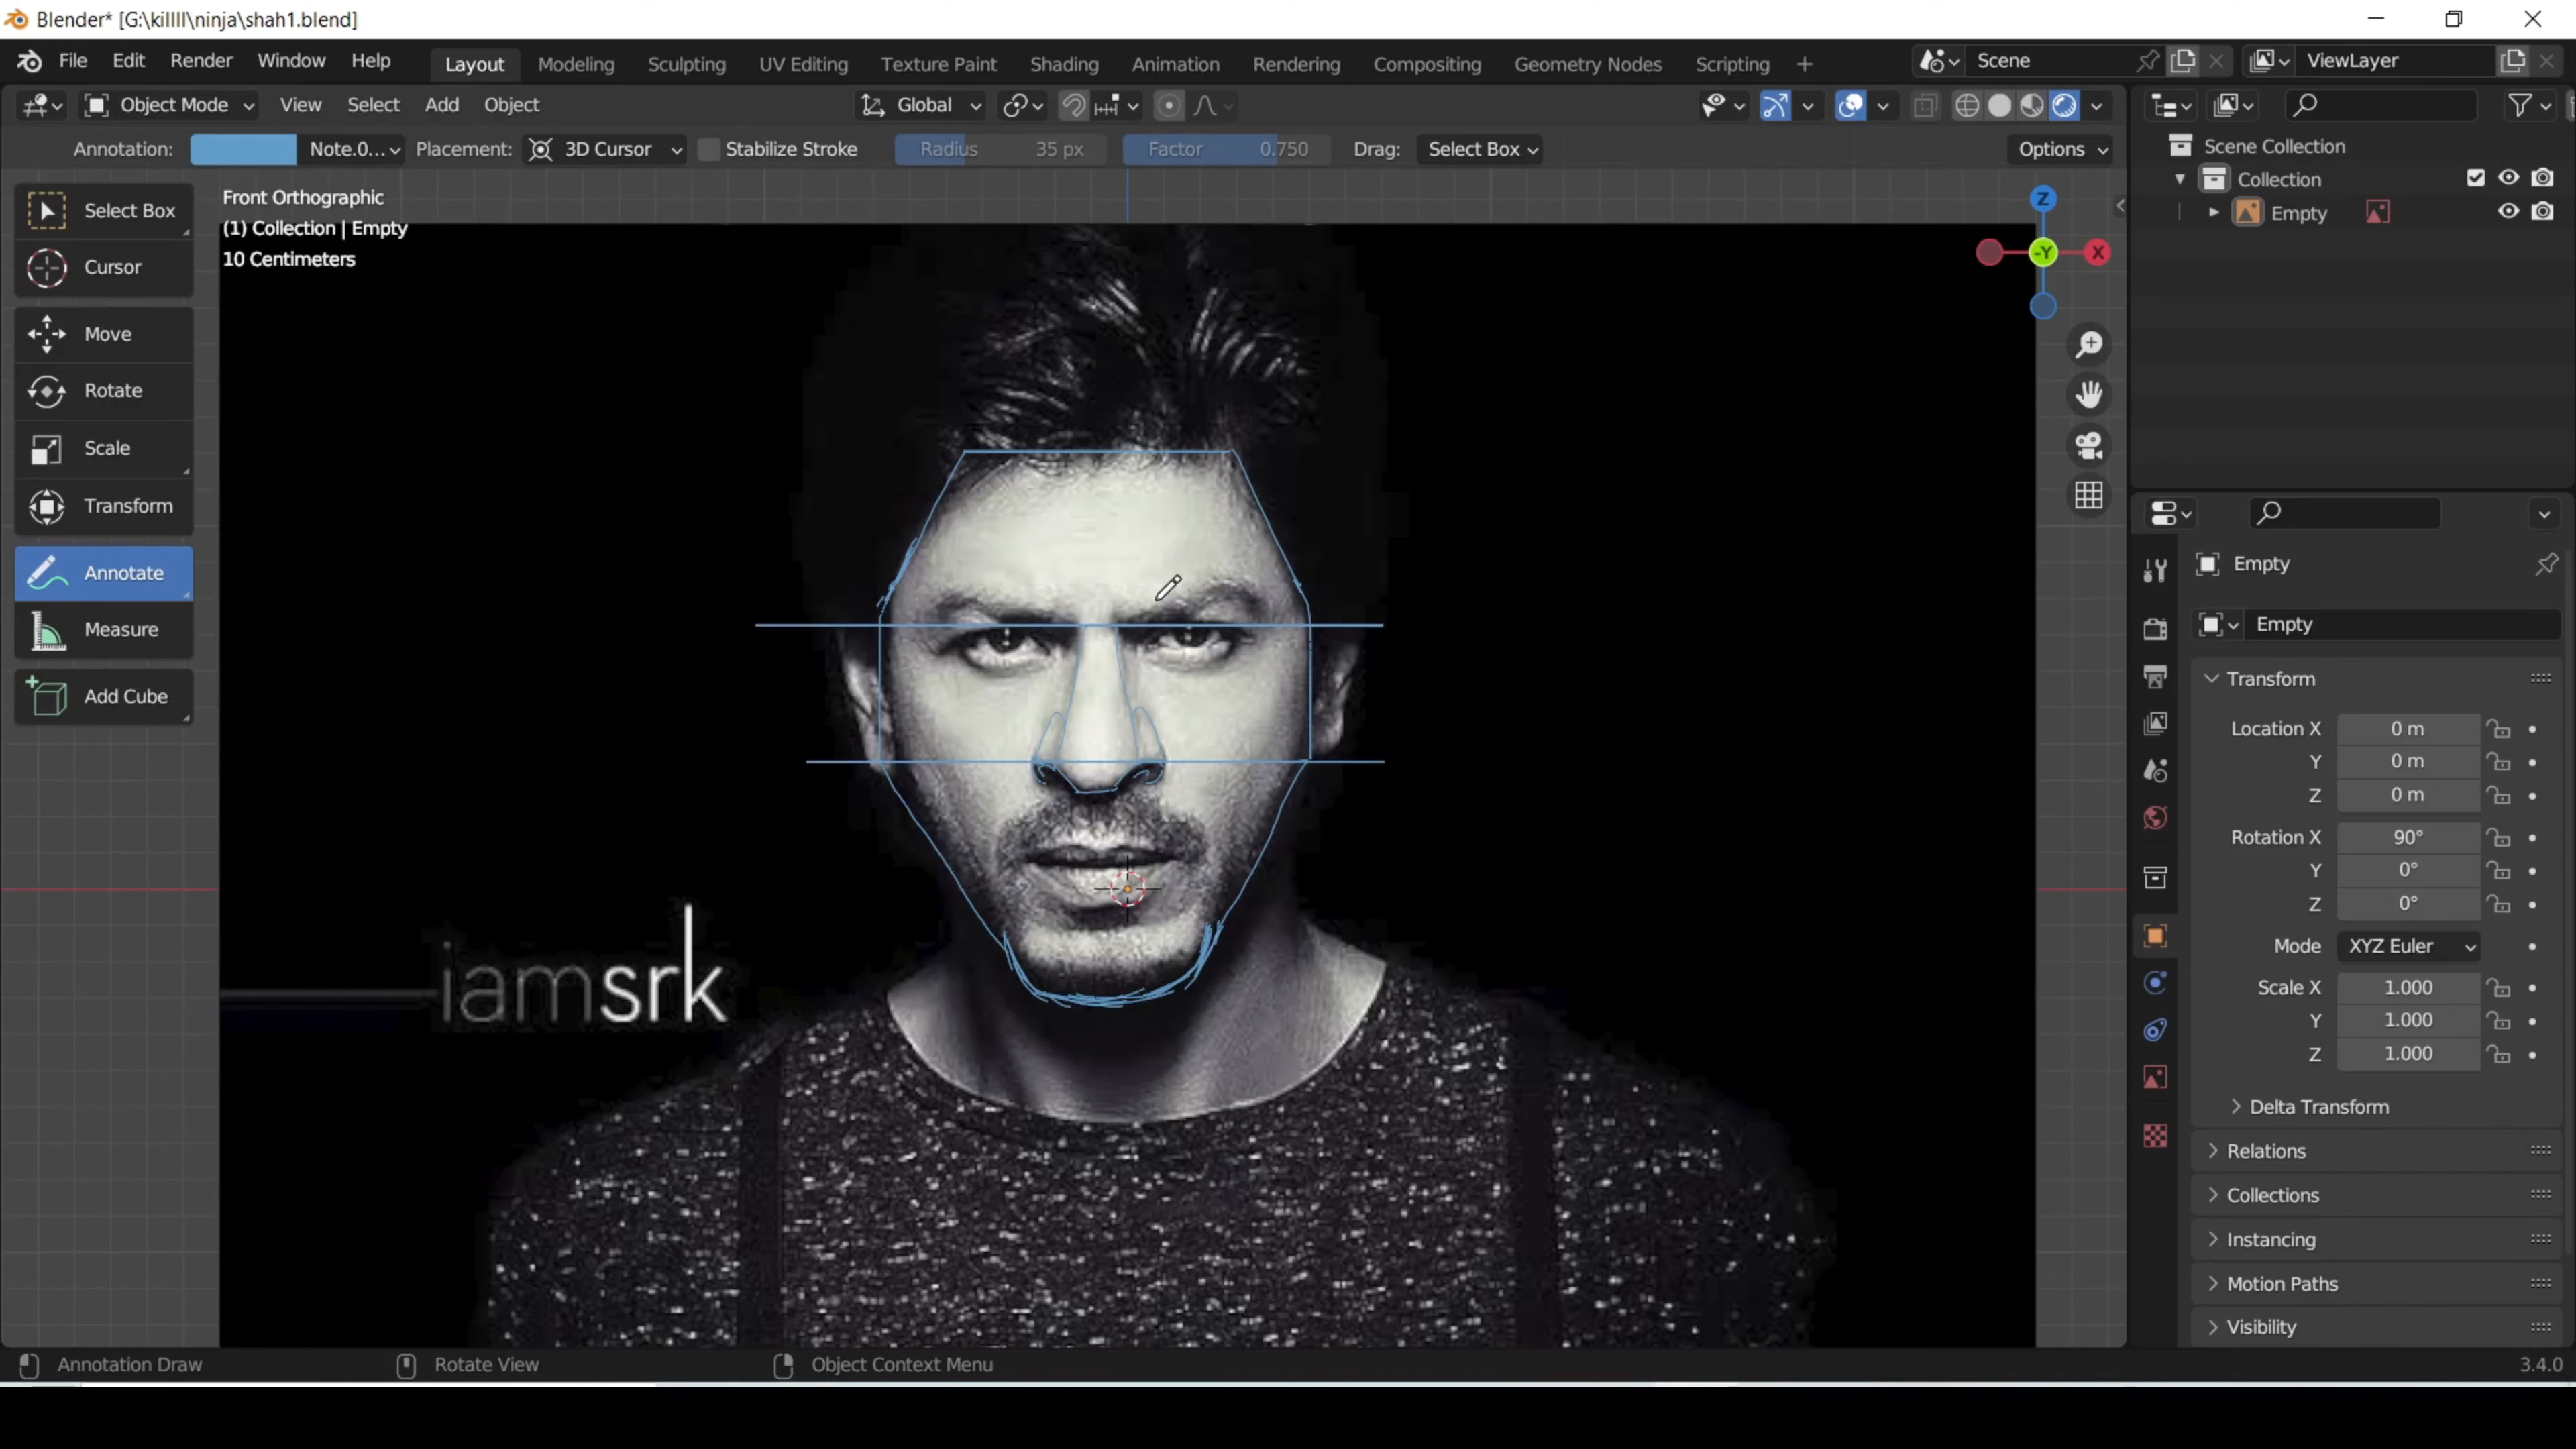 Blender* [G:\killll\ninja\shah1.blend]
File Edit Render Window Help Layout Modeling Sculpting UV Editing Texture Paint Shading Animation Rendering Compositing Geometry Nodes Scripting + Scene ViewLayer
Object Mode View Select Add Object Global
Annotation: Note.0... Placement: 3D Cursor Stabilize Stroke Radius 35 px Factor 0.750 Drag: Select Box Options
Select Box
Cursor
Move
Rotate
Scale
Transform
Annotate
Measure
Add Cube
Front Orthographic
(1) Collection | Empty
10 Centimeters
Z
-Y X
iamsrk
Scene Collection
Collection
Empty
Empty
Empty
Transform
Location X 0 m
Y 0 m
Z 0 m
Rotation X 90°
Y 0°
Z 0°
Mode XYZ Euler
Scale X 1.000
Y 1.000
Z 1.000
Delta Transform
Relations
Collections
Instancing
Motion Paths
Visibility
Annotation Draw Rotate View Object Context Menu 3.4.0